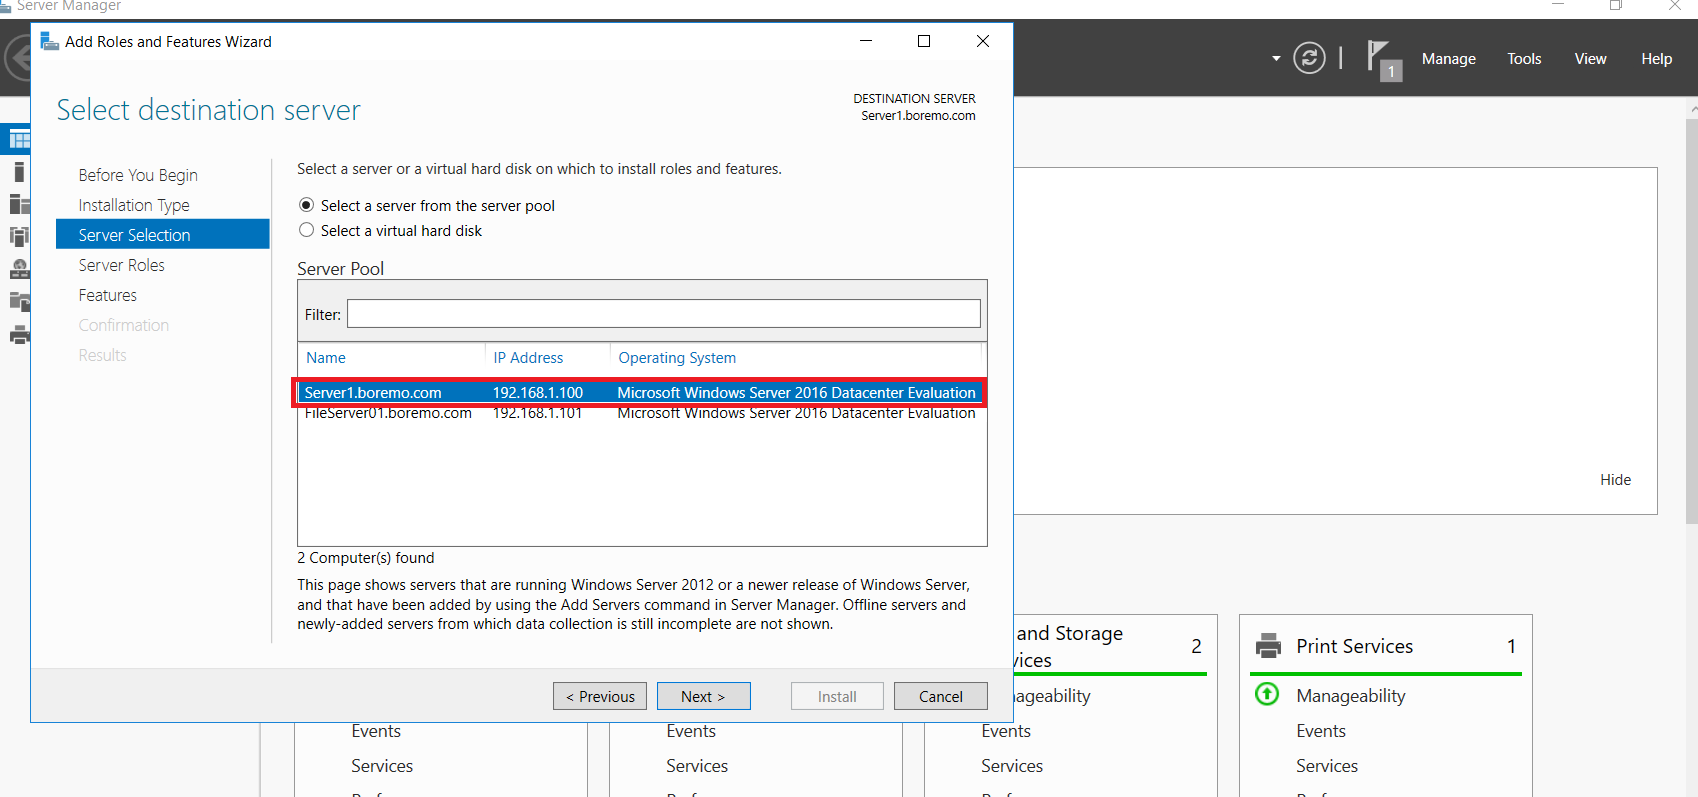 Server Manager
Add Roles and Features Wizard
1
Manage
Tools
View
Help
Select destination server
DESTINATION SERVER
Server1.boremo.com
Before You Begin
Installation Type
Server Selection
Server Roles
Features
Confirmation
Results
Select a server or a virtual hard disk on which to install roles and features.
Select a server from the server pool
Select a virtual hard disk
Server Pool
Filter:
Name IP Address Operating System
Server1.boremo.com 192.168.1.100 Microsoft Windows Server 2016 Datacenter Evaluation
FileServer01.boremo.com 192.168.1.101 Microsoft Windows Server 2016 Datacenter Evaluation
2 Computer(s) found
This page shows servers that are running Windows Server 2012 or a newer release of Windows Server,
and that have been added by using the Add Servers command in Server Manager. Offline servers and
newly-added servers from which data collection is still incomplete are not shown.
< Previous
Next >
Install
Cancel
Hide
and Storage
vices
2
nageability
Print Services 1
Manageability
Events
Services
Events
Services
Events
Services
Events
Services